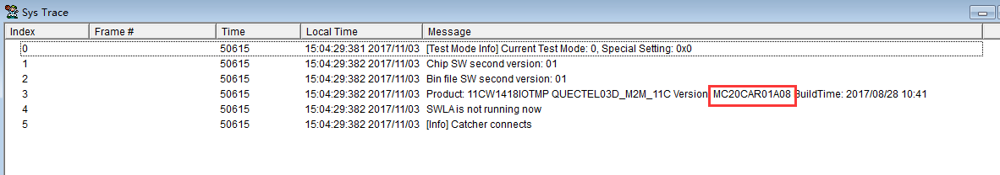 Sys Trace
Index Frame # Time Local Time Message
0 50615 15:04:29:381 2017/11/03 [Test Mode Info] Current Test Mode: 0, Special Setting: 0x0
1 50615 15:04:29:382 2017/11/03 Chip SW second version: 01
2 50615 15:04:29:382 2017/11/03 Bin file SW second version: 01
3 50615 15:04:29:382 2017/11/03 Product: 11CW1418IOTMP QUECTEL03D_M2M_11C Version: MC20CAR01A08 BuildTime: 2017/08/28 10:41
4 50615 15:04:29:382 2017/11/03 SWLA is not running now
5 50615 15:04:29:382 2017/11/03 [Info] Catcher connects